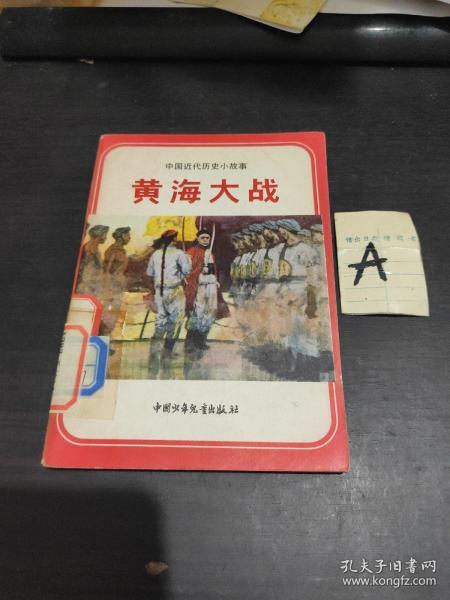 中国近代历史小故事
黄海大战
中国少年儿童出版社
A
孔夫子旧书网
www.kongfz.com